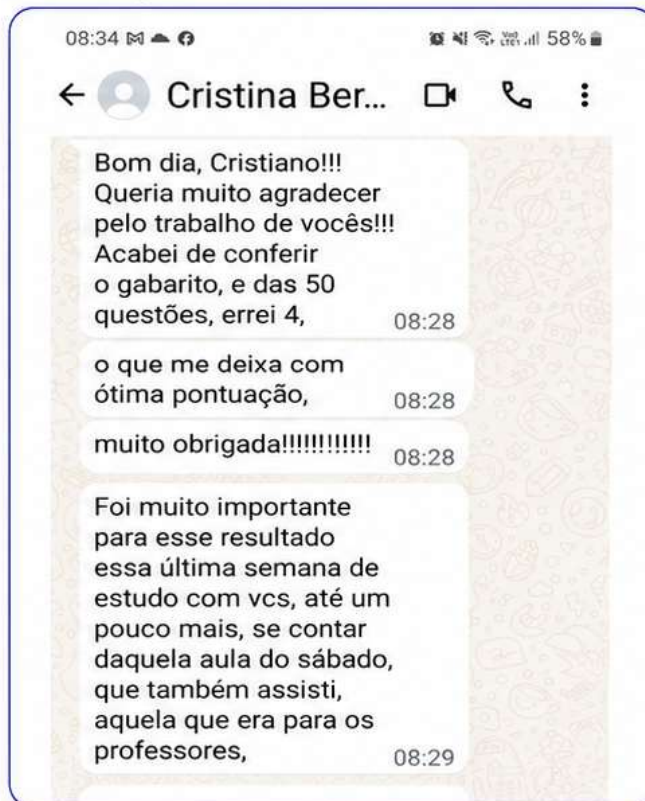 08:34
58%
Cristina Ber...
Bom dia, Cristiano!!!
Queria muito agradecer
pelo trabalho de vocês!!!
Acabei de conferir
o gabarito, e das 50
questões, errei 4,
08:28
o que me deixa com
ótima pontuação,
08:28
muito obrigada!!!!!!!!!!!!
08:28
Foi muito importante
para esse resultado
essa última semana de
estudo com vcs, até um
pouco mais, se contar
daquela aula do sábado,
que também assisti,
aquela que era para os
professores,
08:29